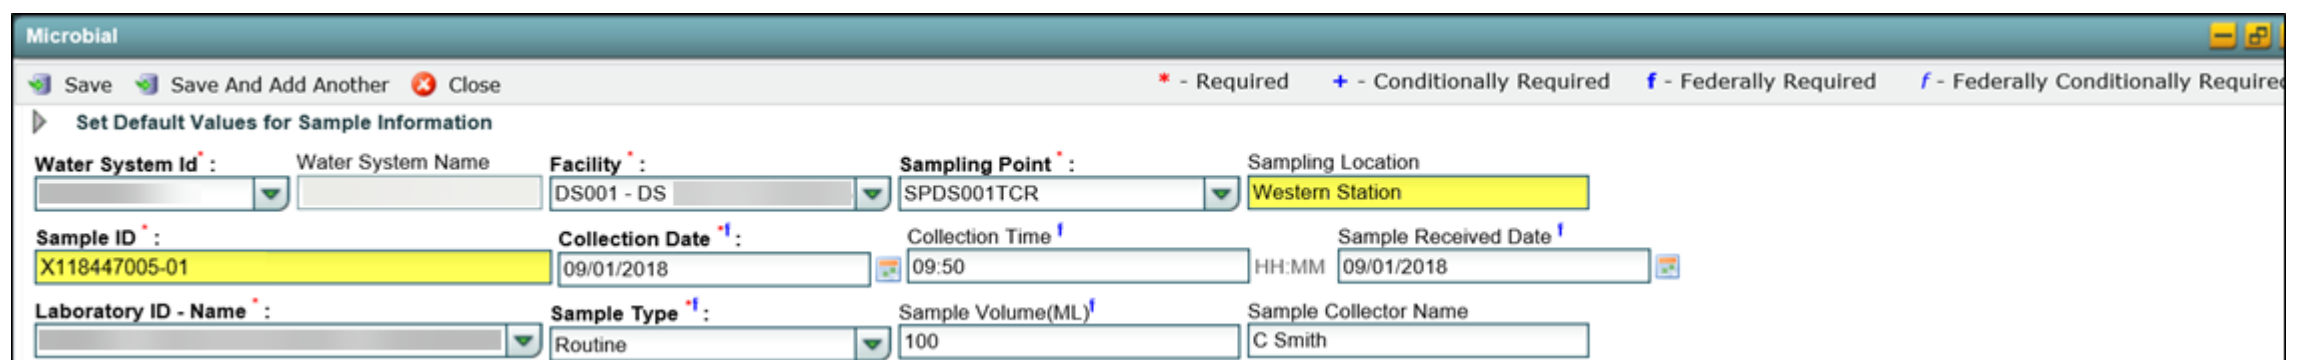 Microbial
Save Save And Add Another Close * - Required + - Conditionally Required f - Federally Required f - Federally Conditionally Required
Set Default Values for Sample Information
Water System Id * : Water System Name Facility * : Sampling Point * : Sampling Location
DS001 - DS SPDS001TCR Western Station
Sample ID * : Collection Date *f : Collection Time f Sample Received Date f
X118447005-01 09/01/2018 09:50 HH:MM 09/01/2018
Laboratory ID - Name * : Sample Type *f : Sample Volume(ML) f Sample Collector Name
Routine 100 C Smith